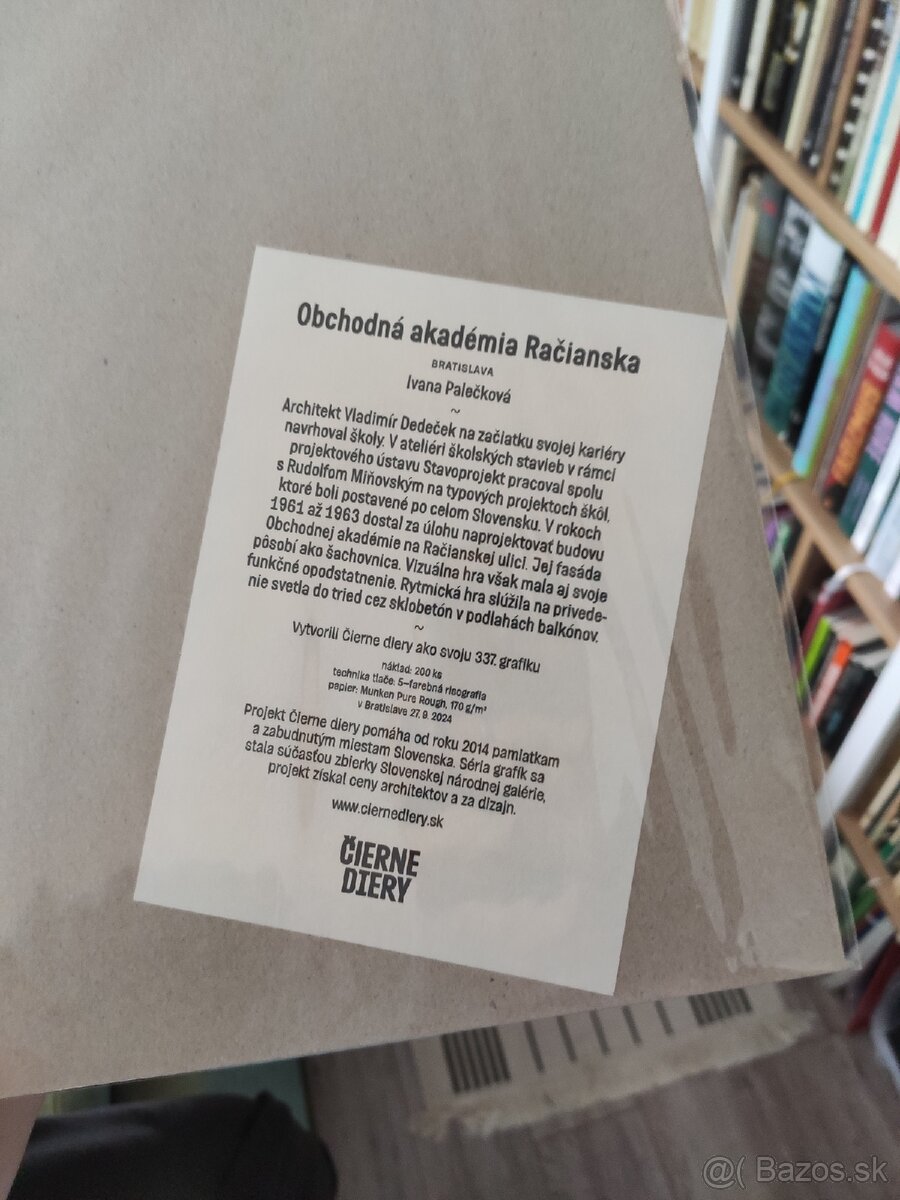 Obchodná akadémia Račianska
BRATISLAVA
Ivana Palečková
~
Architekt Vladimír Dedeček na začiatku svojej kariéry
navrhoval školy. V ateliéri školských stavieb v rámci
projektového ústavu Stavoprojekt pracoval spolu
s Rudolfom Miňovským na typových projektoch škôl,
ktoré boli postavené po celom Slovensku. V rokoch
1961 až 1963 dostal za úlohu naprojektovať budovu
Obchodnej akadémie na Račianskej ulici. Jej fasáda
pôsobí ako šachovnica. Vizuálna hra však mala aj svoje
funkčné opodstatnenie. Rytmická hra slúžila na privede-
nie svetla do tried cez sklobetón v podlahách balkónov.
~
Vytvorili Čierne diery ako svoju 337. grafiku
náklad: 200 ks
technika tlače: 5–farebná risografia
papier: Munken Pure Rough, 170 g/m²
v Bratislave 27. 9. 2024
Projekt Čierne diery pomáha od roku 2014 pamiatkam
a zabudnutým miestam Slovenska. Séria grafík sa
stala súčasťou zbierky Slovenskej národnej galérie,
projekt získal ceny architektov a za dizajn.
www.ciernediery.sk
ČIERNE
DIERY
@( Bazos.sk